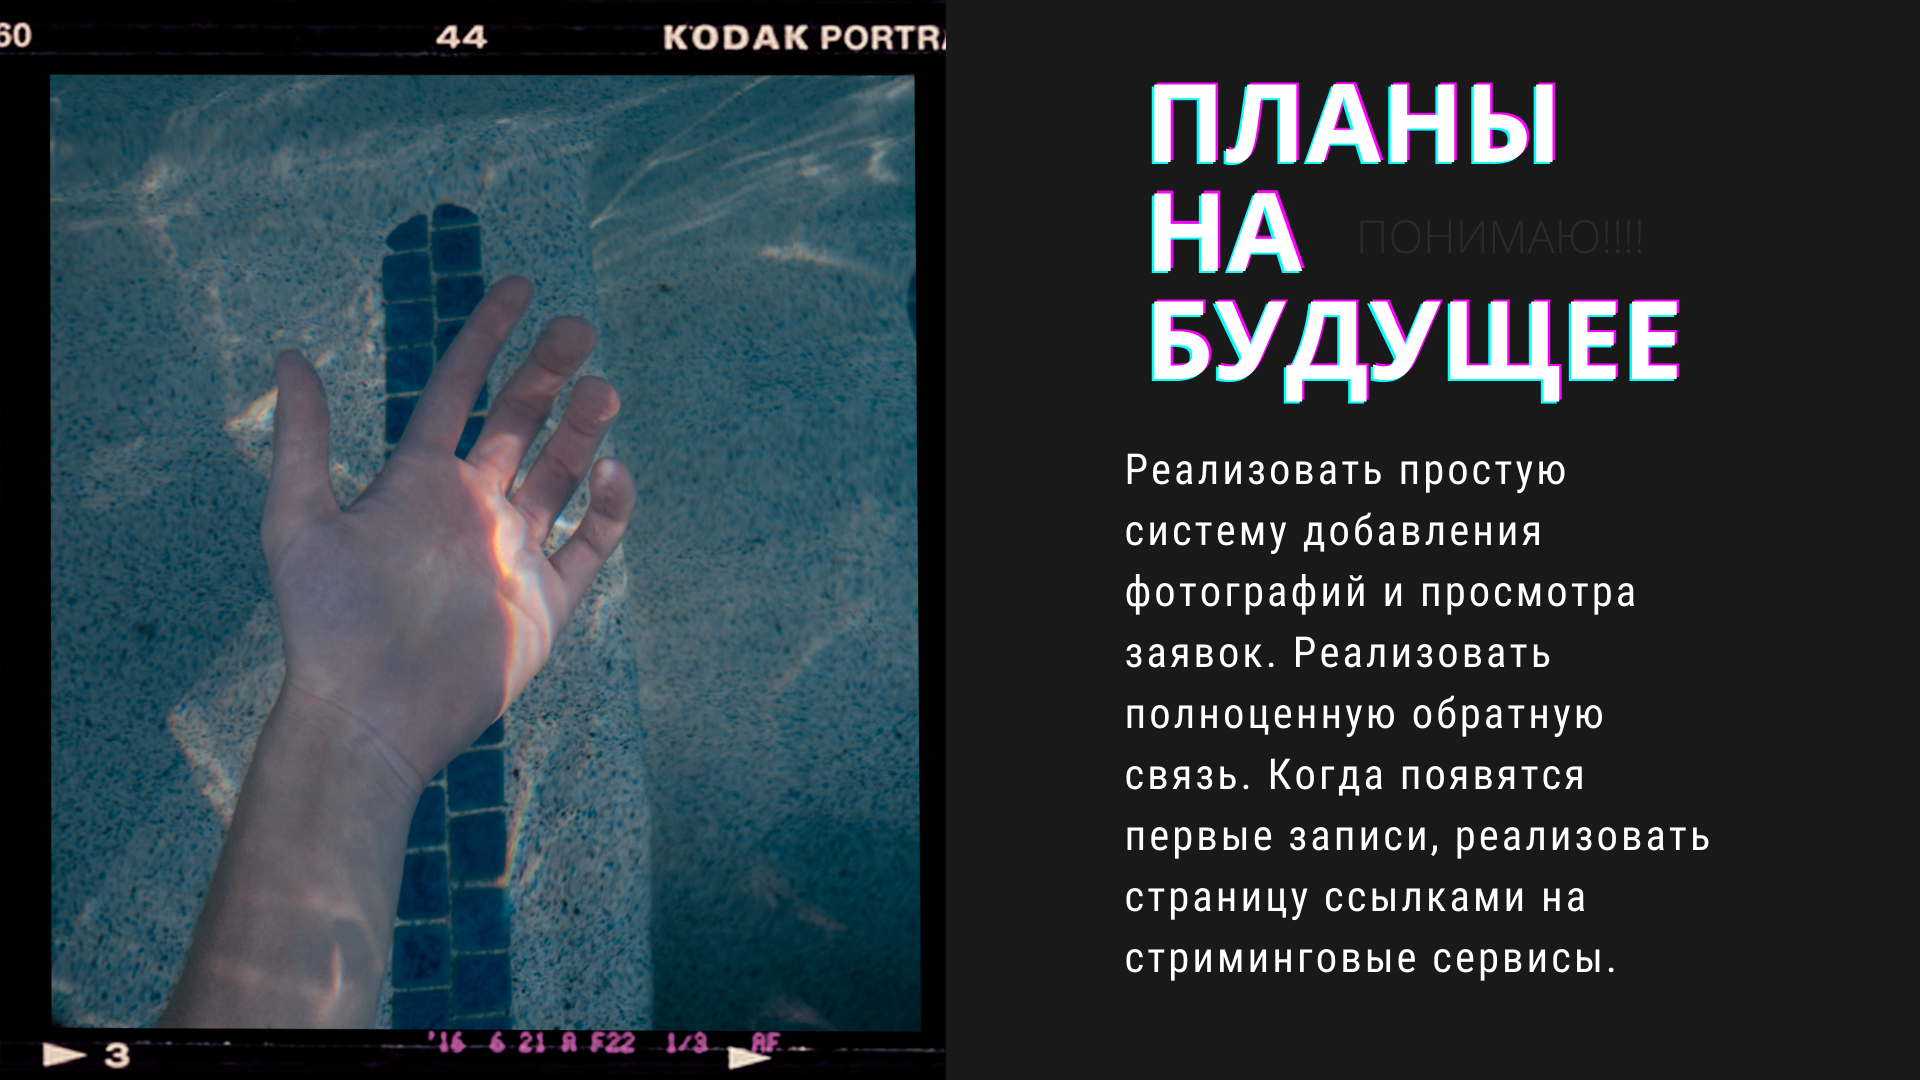 60 44 KODAK PORTRA
ПЛАНЫ
НА
ПОНИМАЮ!!!!
БУДУЩЕЕ
Реализовать простую
систему добавления
фотографий и просмотра
заявок. Реализовать
полноценную обратную
связь. Когда появятся
первые записи, реализовать
страницу ссылками на
стриминговые сервисы.
3 '16 6 21 A F22 1/3 AF